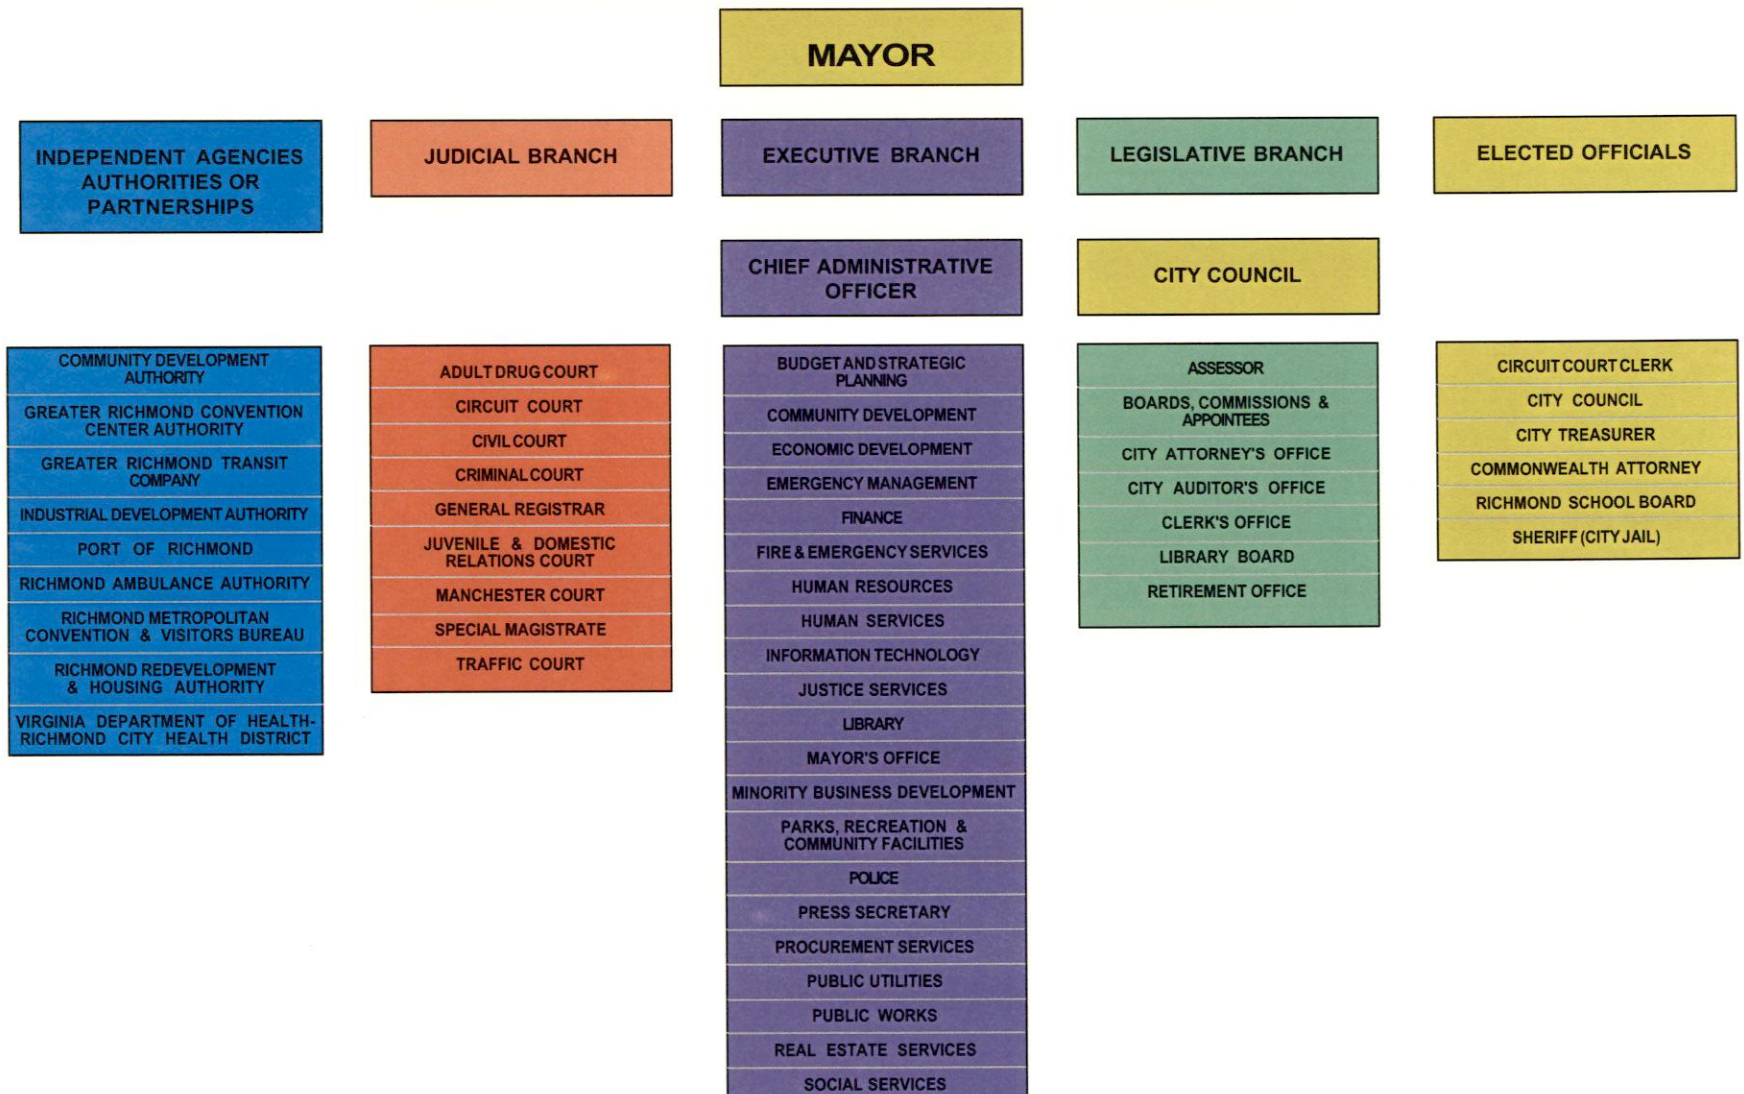 MAYOR
INDEPENDENT AGENCIES
AUTHORITIES OR
PARTNERSHIPS
JUDICIAL BRANCH
EXECUTIVE BRANCH
LEGISLATIVE BRANCH
ELECTED OFFICIALS
CHIEF ADMINISTRATIVE
OFFICER
CITY COUNCIL
COMMUNITY DEVELOPMENT
AUTHORITY
GREATER RICHMOND CONVENTION
CENTER AUTHORITY
GREATER RICHMOND TRANSIT
COMPANY
INDUSTRIAL DEVELOPMENT AUTHORITY
PORT OF RICHMOND
RICHMOND AMBULANCE AUTHORITY
RICHMOND METROPOLITAN
CONVENTION & VISITORS BUREAU
RICHMOND REDEVELOPMENT
& HOUSING AUTHORITY
VIRGINIA DEPARTMENT OF HEALTH-
RICHMOND CITY HEALTH DISTRICT
ADULT DRUG COURT
CIRCUIT COURT
CIVIL COURT
CRIMINAL COURT
GENERAL REGISTRAR
JUVENILE & DOMESTIC
RELATIONS COURT
MANCHESTER COURT
SPECIAL MAGISTRATE
TRAFFIC COURT
BUDGET AND STRATEGIC
PLANNING
COMMUNITY DEVELOPMENT
ECONOMIC DEVELOPMENT
EMERGENCY MANAGEMENT
FINANCE
FIRE & EMERGENCY SERVICES
HUMAN RESOURCES
HUMAN SERVICES
INFORMATION TECHNOLOGY
JUSTICE SERVICES
LIBRARY
MAYOR'S OFFICE
MINORITY BUSINESS DEVELOPMENT
PARKS, RECREATION &
COMMUNITY FACILITIES
POLICE
PRESS SECRETARY
PROCUREMENT SERVICES
PUBLIC UTILITIES
PUBLIC WORKS
REAL ESTATE SERVICES
SOCIAL SERVICES
ASSESSOR
BOARDS, COMMISSIONS &
APPOINTEES
CITY ATTORNEY'S OFFICE
CITY AUDITOR'S OFFICE
CLERK'S OFFICE
LIBRARY BOARD
RETIREMENT OFFICE
CIRCUIT COURT CLERK
CITY COUNCIL
CITY TREASURER
COMMONWEALTH ATTORNEY
RICHMOND SCHOOL BOARD
SHERIFF (CITY JAIL)